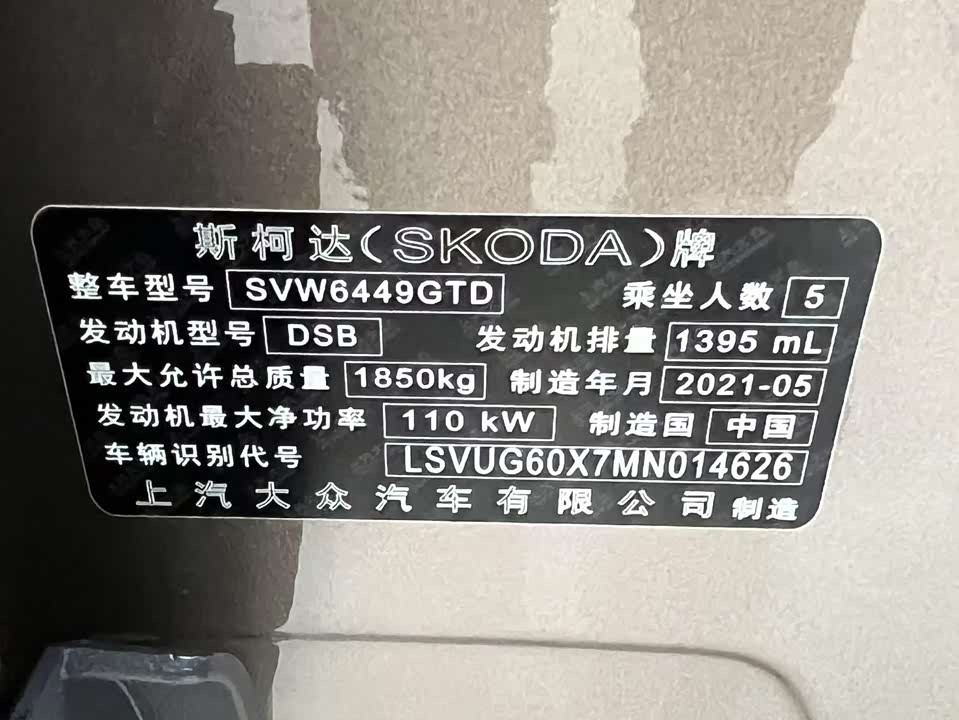 斯柯达(SKODA)牌
整车型号 SVW6449GTD 乘坐人数 5
发动机型号 DSB 发动机排量 1395 mL
最大允许总质量 1850kg 制造年月 2021-05
发动机最大净功率 110 kW 制造国 中国
车辆识别代号 LSVUG60X7MN014626
上汽大众汽车有限公司 制造